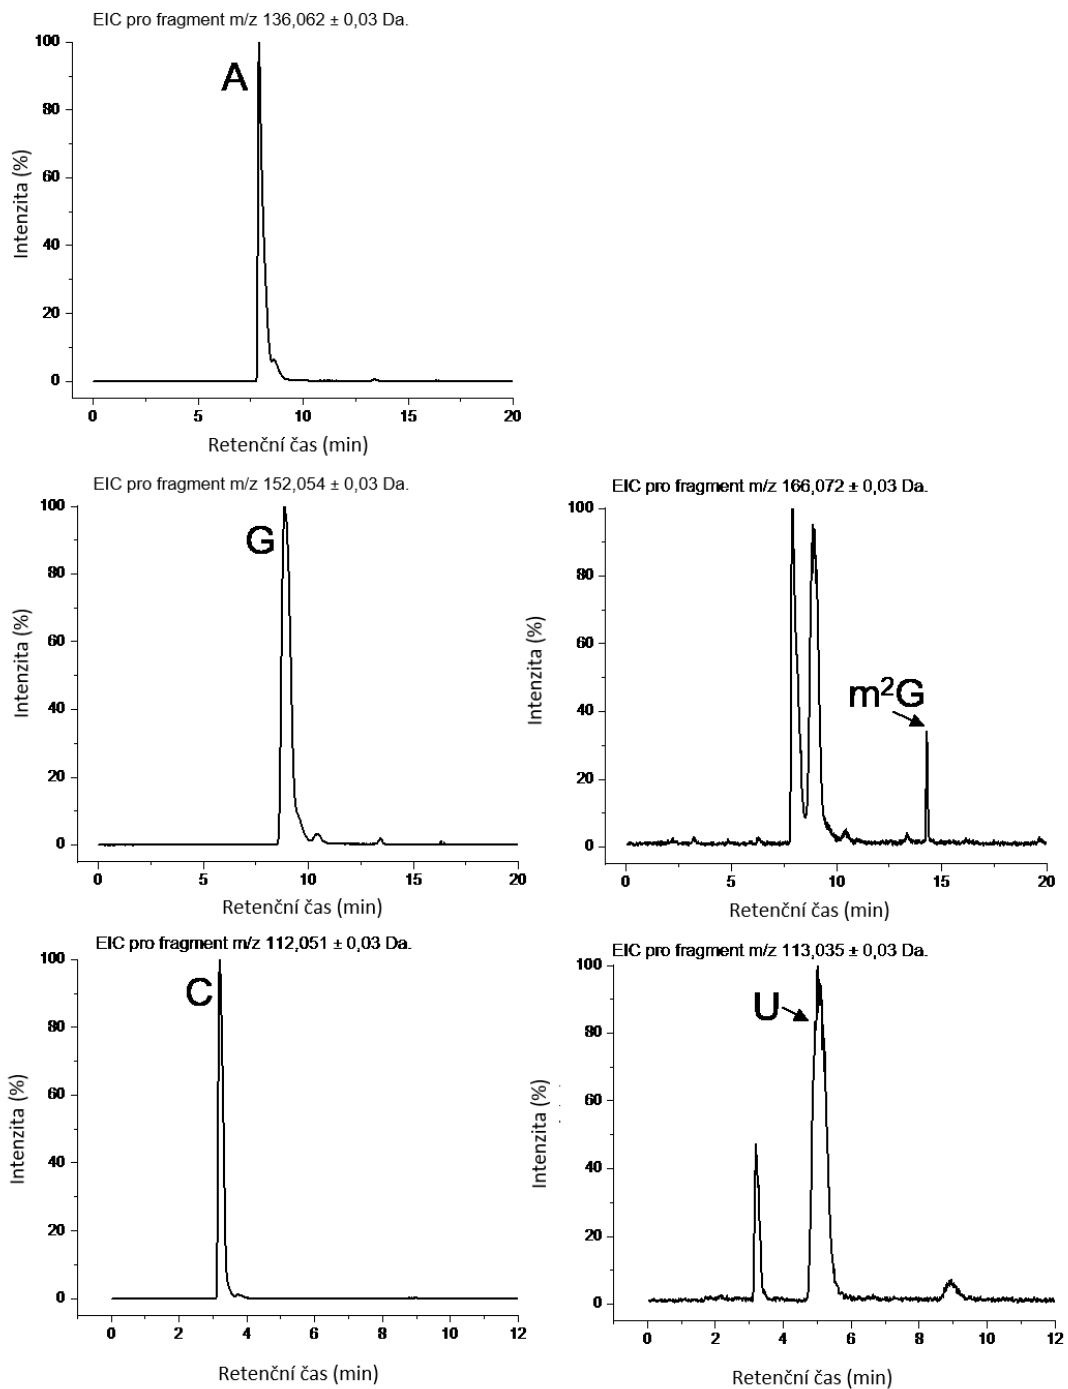 EIC pro fragment m/z 136,062 ± 0,03 Da.
100
80
60
40
20
0
Intenzita (%)
A
0 5 10 15 20
Retenční čas (min)
EIC pro fragment m/z 152,054 ± 0,03 Da.
100
80
60
40
20
0
Intenzita (%)
G
0 5 10 15 20
Retenční čas (min)
EIC pro fragment m/z 166,072 ± 0,03 Da.
100
80
60
40
20
0
Intenzita (%)
m²G
0 5 10 15 20
Retenční čas (min)
EIC pro fragment m/z 112,051 ± 0,03 Da.
100
80
60
40
20
0
Intenzita (%)
C
0 2 4 6 8 10 12
Retenční čas (min)
EIC pro fragment m/z 113,035 ± 0,03 Da.
100
80
60
40
20
0
Intenzita (%)
U
0 2 4 6 8 10 12
Retenční čas (min)